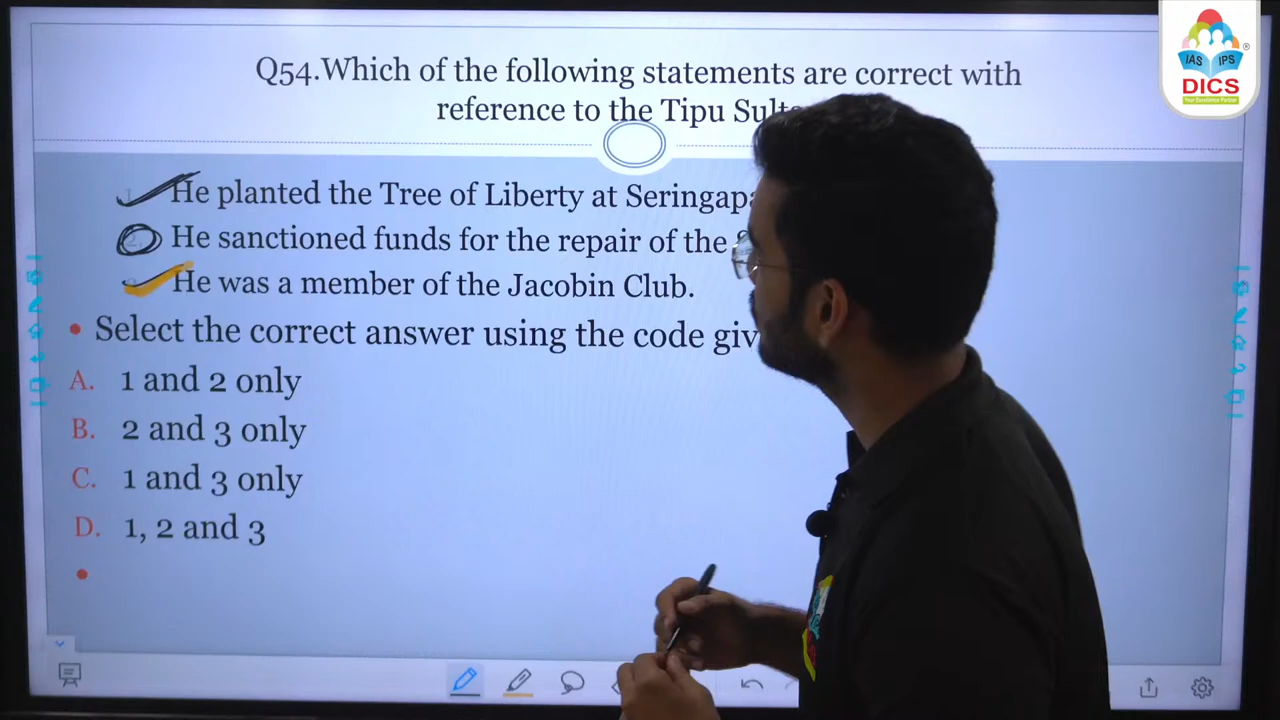 Q54.Which of the following statements are correct with
reference to the Tipu
He planted the Tree of Liberty at
He sanctioned funds for the repair of the
He was a member of the Jacobin Club.
• Select the correct answer using the code
A. 1 and 2 only
B. 2 and 3 only
C. 1 and 3 only
D. 1, 2 and 3
•
IAS IPS
DICS
Your Excellence Partner